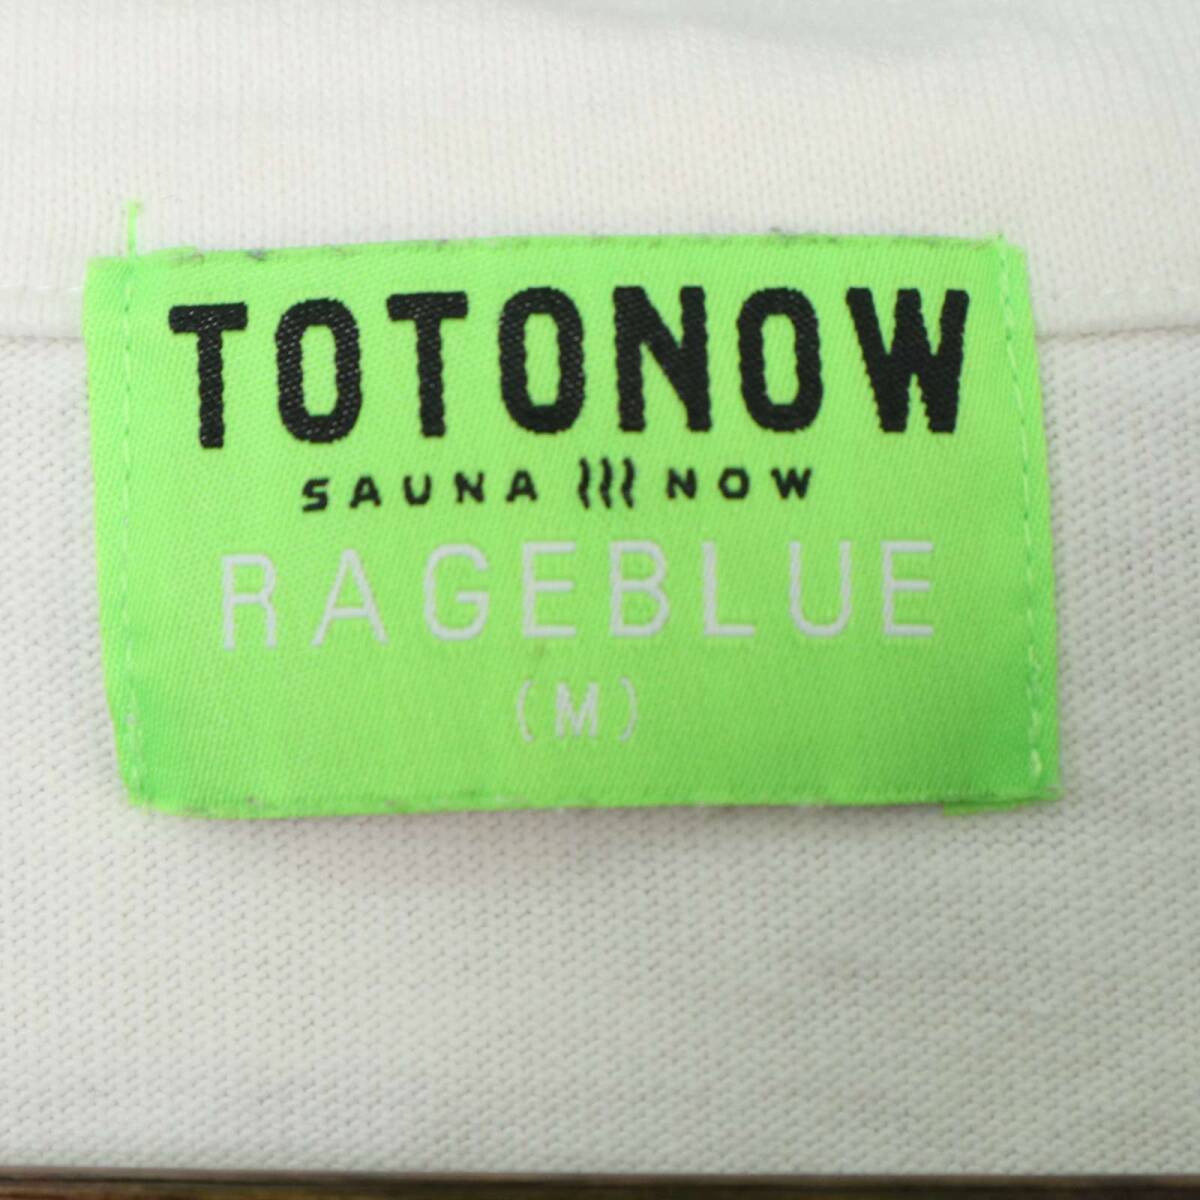 TOTONOW
SAUNA NOW
RAGEBLUE
(M)